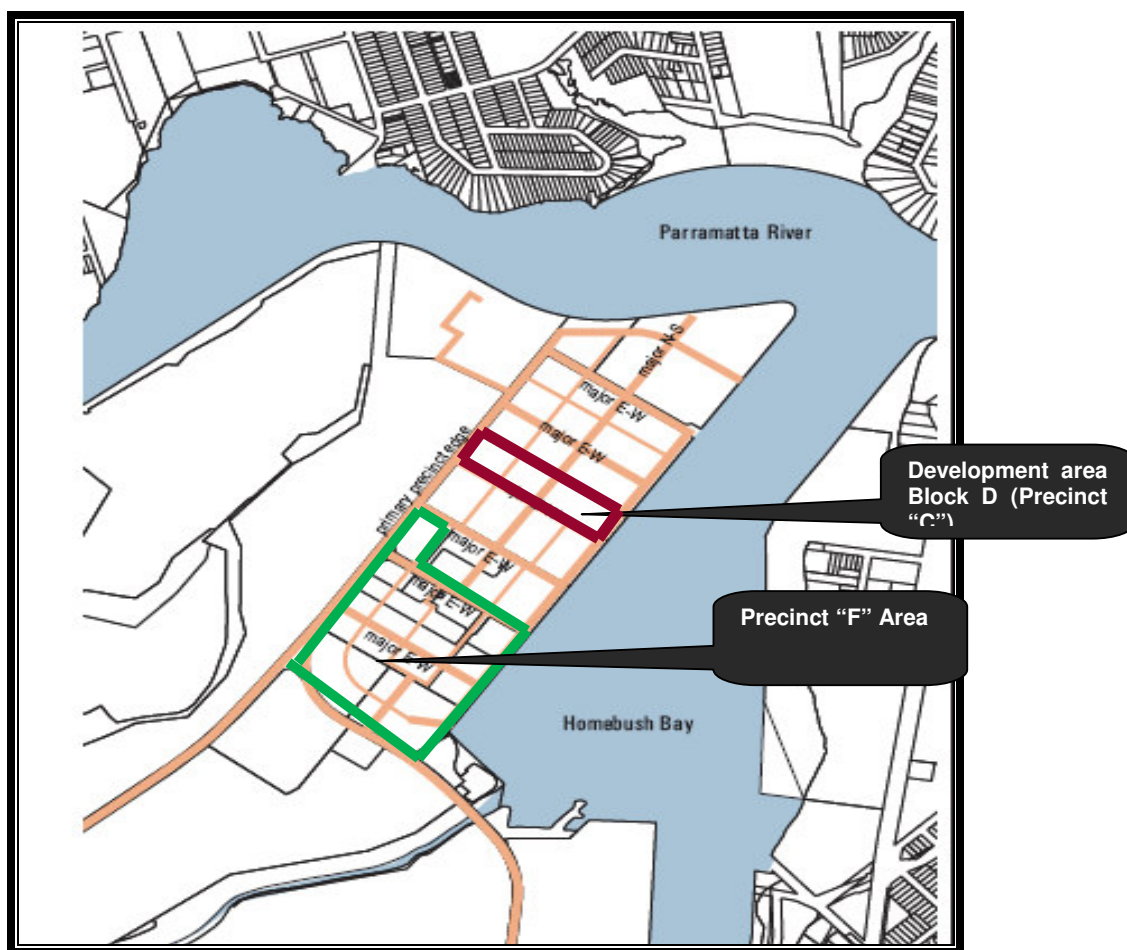 Parramatta River
major N-S
major E-W
major E-W
primary precinct edge
Development area
Block D (Precinct
“C”)
major E-W
major E-W
Precinct “F” Area
major E-W
Homebush Bay